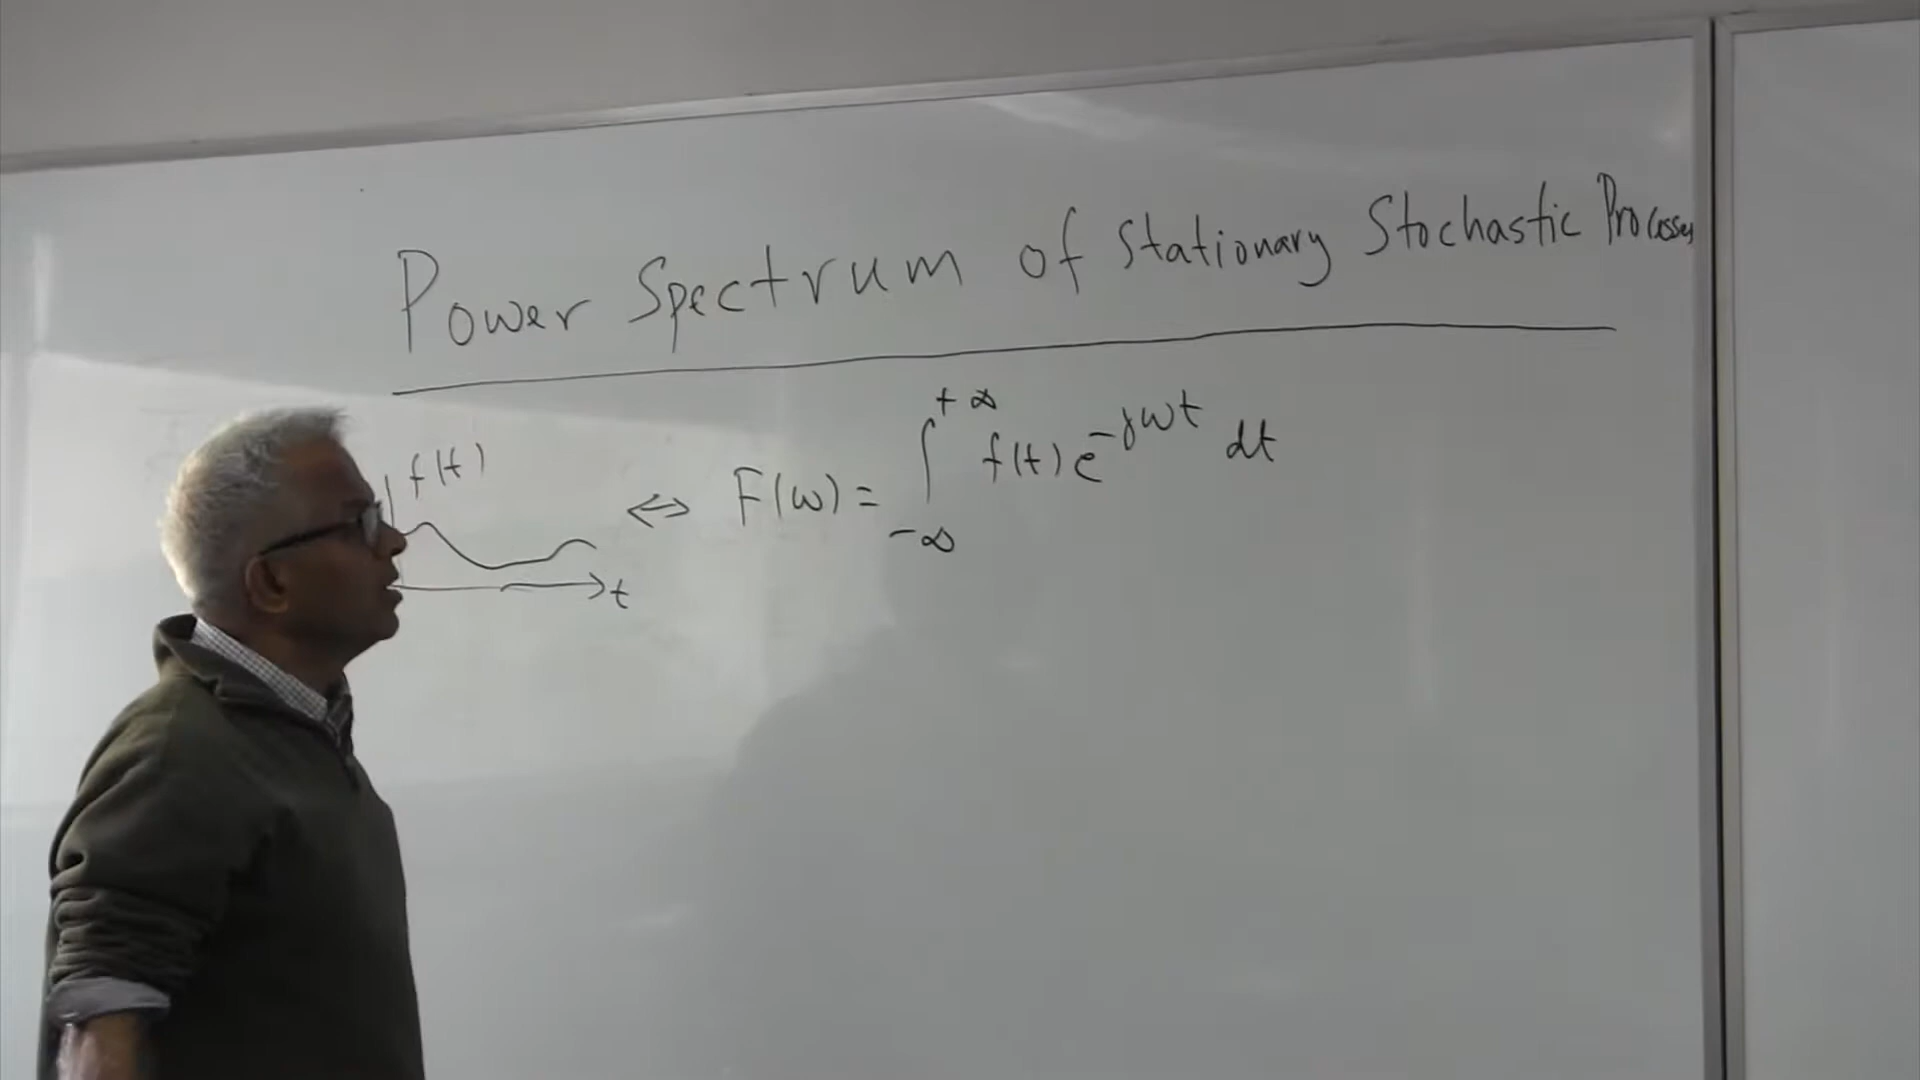 Power Spectrum of Stationary Stochastic Processes
f(t)
t
⇔ F(ω) = ∫_{-∞}^{+∞} f(t) e^{-jωt} dt